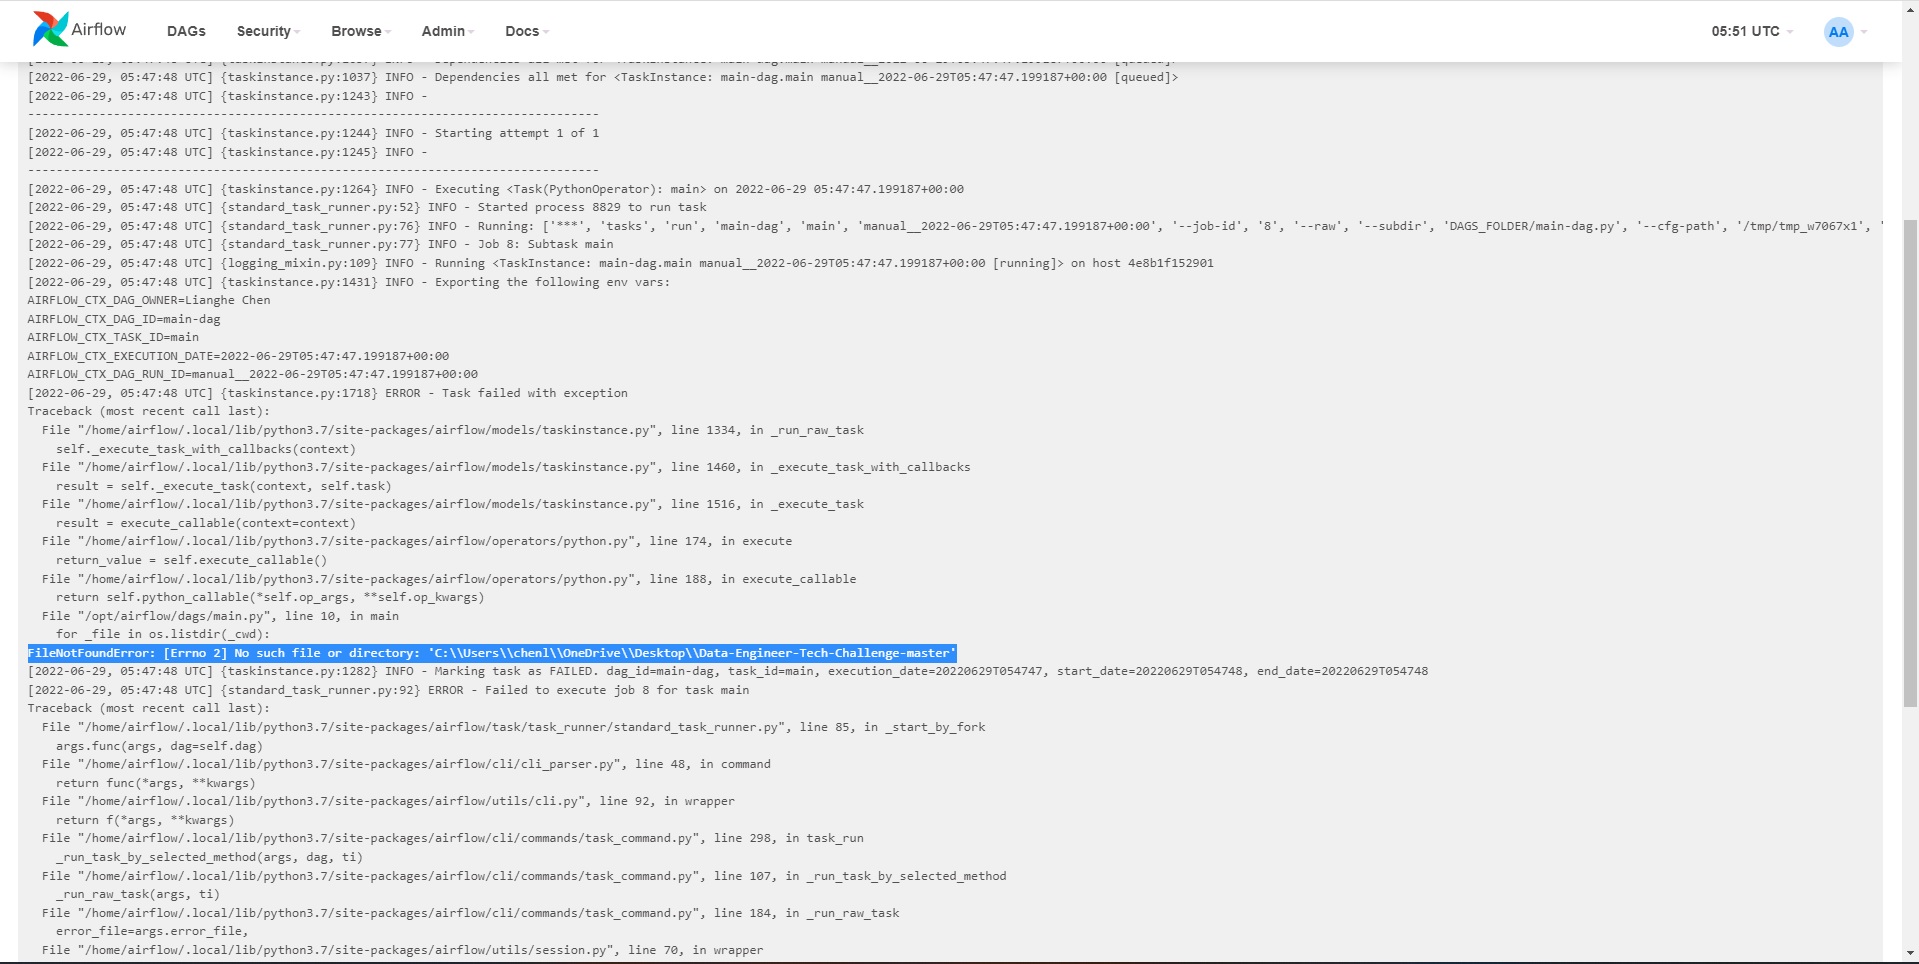 Airflow
DAGs
Security
Browse
Admin
Docs
05:51 UTC
AA
[2022-06-29, 05:47:48 UTC] {taskinstance.py:1037} INFO - Dependencies all met for <TaskInstance: main-dag.main manual__2022-06-29T05:47:47.199187+00:00 [queued]>
[2022-06-29, 05:47:48 UTC] {taskinstance.py:1243} INFO -
--------------------------------------------------------------------------------
[2022-06-29, 05:47:48 UTC] {taskinstance.py:1244} INFO - Starting attempt 1 of 1
[2022-06-29, 05:47:48 UTC] {taskinstance.py:1245} INFO -
--------------------------------------------------------------------------------
[2022-06-29, 05:47:48 UTC] {taskinstance.py:1264} INFO - Executing <Task(PythonOperator): main> on 2022-06-29 05:47:47.199187+00:00
[2022-06-29, 05:47:48 UTC] {standard_task_runner.py:52} INFO - Started process 8829 to run task
[2022-06-29, 05:47:48 UTC] {standard_task_runner.py:76} INFO - Running: ['***', 'tasks', 'run', 'main-dag', 'main', 'manual__2022-06-29T05:47:47.199187+00:00', '--job-id', '8', '--raw', '--subdir', 'DAGS_FOLDER/main-dag.py', '--cfg-path', '/tmp/tmp_w7067x1', '
[2022-06-29, 05:47:48 UTC] {standard_task_runner.py:77} INFO - Job 8: Subtask main
[2022-06-29, 05:47:48 UTC] {logging_mixin.py:109} INFO - Running <TaskInstance: main-dag.main manual__2022-06-29T05:47:47.199187+00:00 [running]> on host 4e8b1f152901
[2022-06-29, 05:47:48 UTC] {taskinstance.py:1431} INFO - Exporting the following env vars:
AIRFLOW_CTX_DAG_OWNER=Lianghe Chen
AIRFLOW_CTX_DAG_ID=main-dag
AIRFLOW_CTX_TASK_ID=main
AIRFLOW_CTX_EXECUTION_DATE=2022-06-29T05:47:47.199187+00:00
AIRFLOW_CTX_DAG_RUN_ID=manual__2022-06-29T05:47:47.199187+00:00
[2022-06-29, 05:47:48 UTC] {taskinstance.py:1718} ERROR - Task failed with exception
Traceback (most recent call last):
File "/home/airflow/.local/lib/python3.7/site-packages/airflow/models/taskinstance.py", line 1334, in _run_raw_task
self._execute_task_with_callbacks(context)
File "/home/airflow/.local/lib/python3.7/site-packages/airflow/models/taskinstance.py", line 1460, in _execute_task_with_callbacks
result = self._execute_task(context, self.task)
File "/home/airflow/.local/lib/python3.7/site-packages/airflow/models/taskinstance.py", line 1516, in _execute_task
result = execute_callable(context=context)
File "/home/airflow/.local/lib/python3.7/site-packages/airflow/operators/python.py", line 174, in execute
return_value = self.execute_callable()
File "/home/airflow/.local/lib/python3.7/site-packages/airflow/operators/python.py", line 188, in execute_callable
return self.python_callable(*self.op_args, **self.op_kwargs)
File "/opt/airflow/dags/main.py", line 10, in main
for _file in os.listdir(_cwd):
FileNotFoundError: [Errno 2] No such file or directory: 'C:\\Users\\chenl\\OneDrive\\Desktop\\Data-Engineer-Tech-Challenge-master'
[2022-06-29, 05:47:48 UTC] {taskinstance.py:1282} INFO - Marking task as FAILED. dag_id=main-dag, task_id=main, execution_date=20220629T054747, start_date=20220629T054748, end_date=20220629T054748
[2022-06-29, 05:47:48 UTC] {standard_task_runner.py:92} ERROR - Failed to execute job 8 for task main
Traceback (most recent call last):
File "/home/airflow/.local/lib/python3.7/site-packages/airflow/task/task_runner/standard_task_runner.py", line 85, in _start_by_fork
args.func(args, dag=self.dag)
File "/home/airflow/.local/lib/python3.7/site-packages/airflow/cli/cli_parser.py", line 48, in command
return func(*args, **kwargs)
File "/home/airflow/.local/lib/python3.7/site-packages/airflow/utils/cli.py", line 92, in wrapper
return f(*args, **kwargs)
File "/home/airflow/.local/lib/python3.7/site-packages/airflow/cli/commands/task_command.py", line 298, in task_run
_run_task_by_selected_method(args, dag, ti)
File "/home/airflow/.local/lib/python3.7/site-packages/airflow/cli/commands/task_command.py", line 107, in _run_task_by_selected_method
_run_raw_task(args, ti)
File "/home/airflow/.local/lib/python3.7/site-packages/airflow/cli/commands/task_command.py", line 184, in _run_raw_task
error_file=args.error_file,
File "/home/airflow/.local/lib/python3.7/site-packages/airflow/utils/session.py", line 70, in wrapper